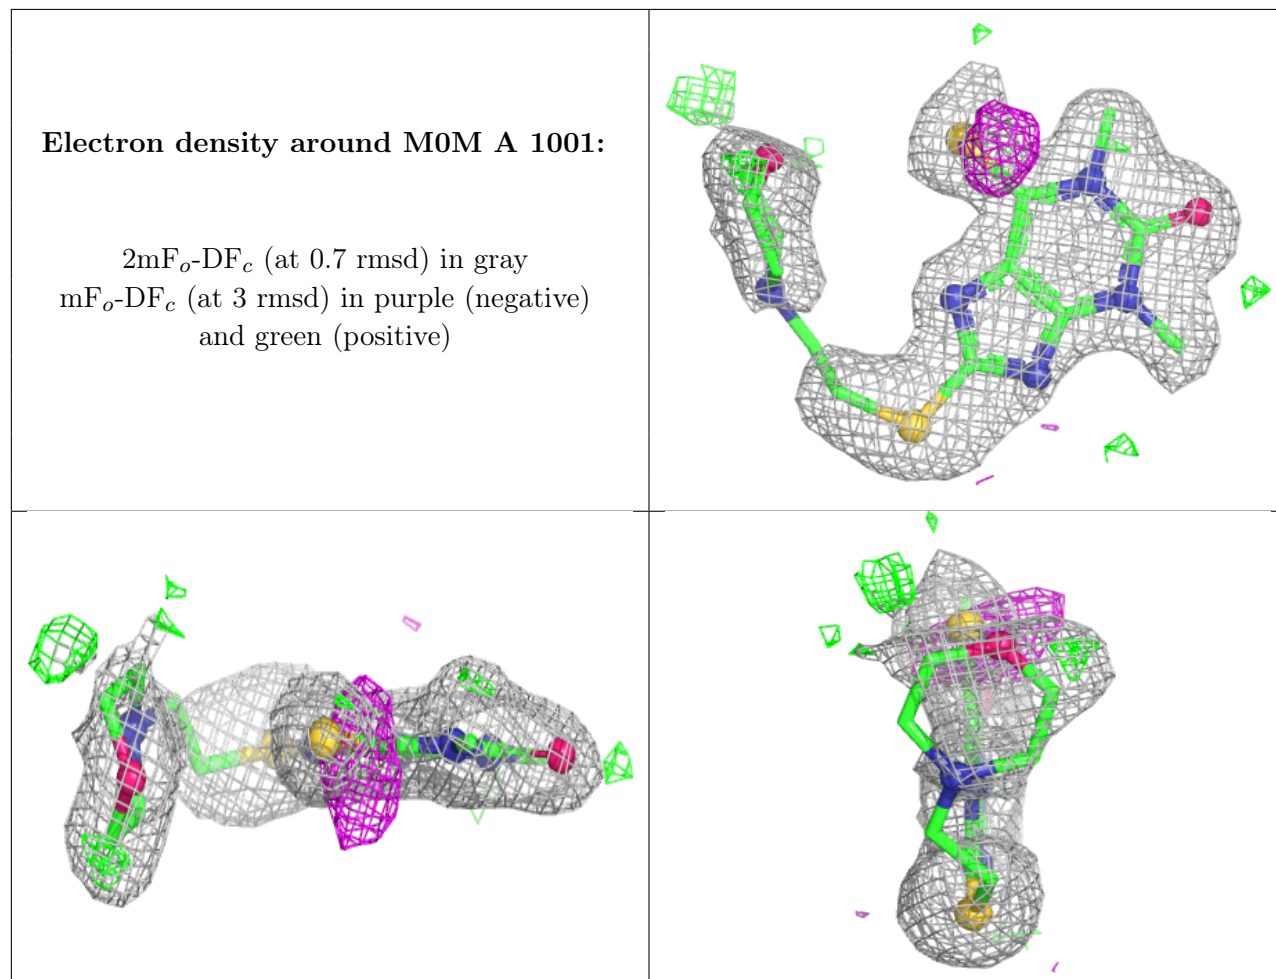 Electron density around M0M A 1001:
2mFo-DFc (at 0.7 rmsd) in gray
mFo-DFc (at 3 rmsd) in purple (negative)
and green (positive)